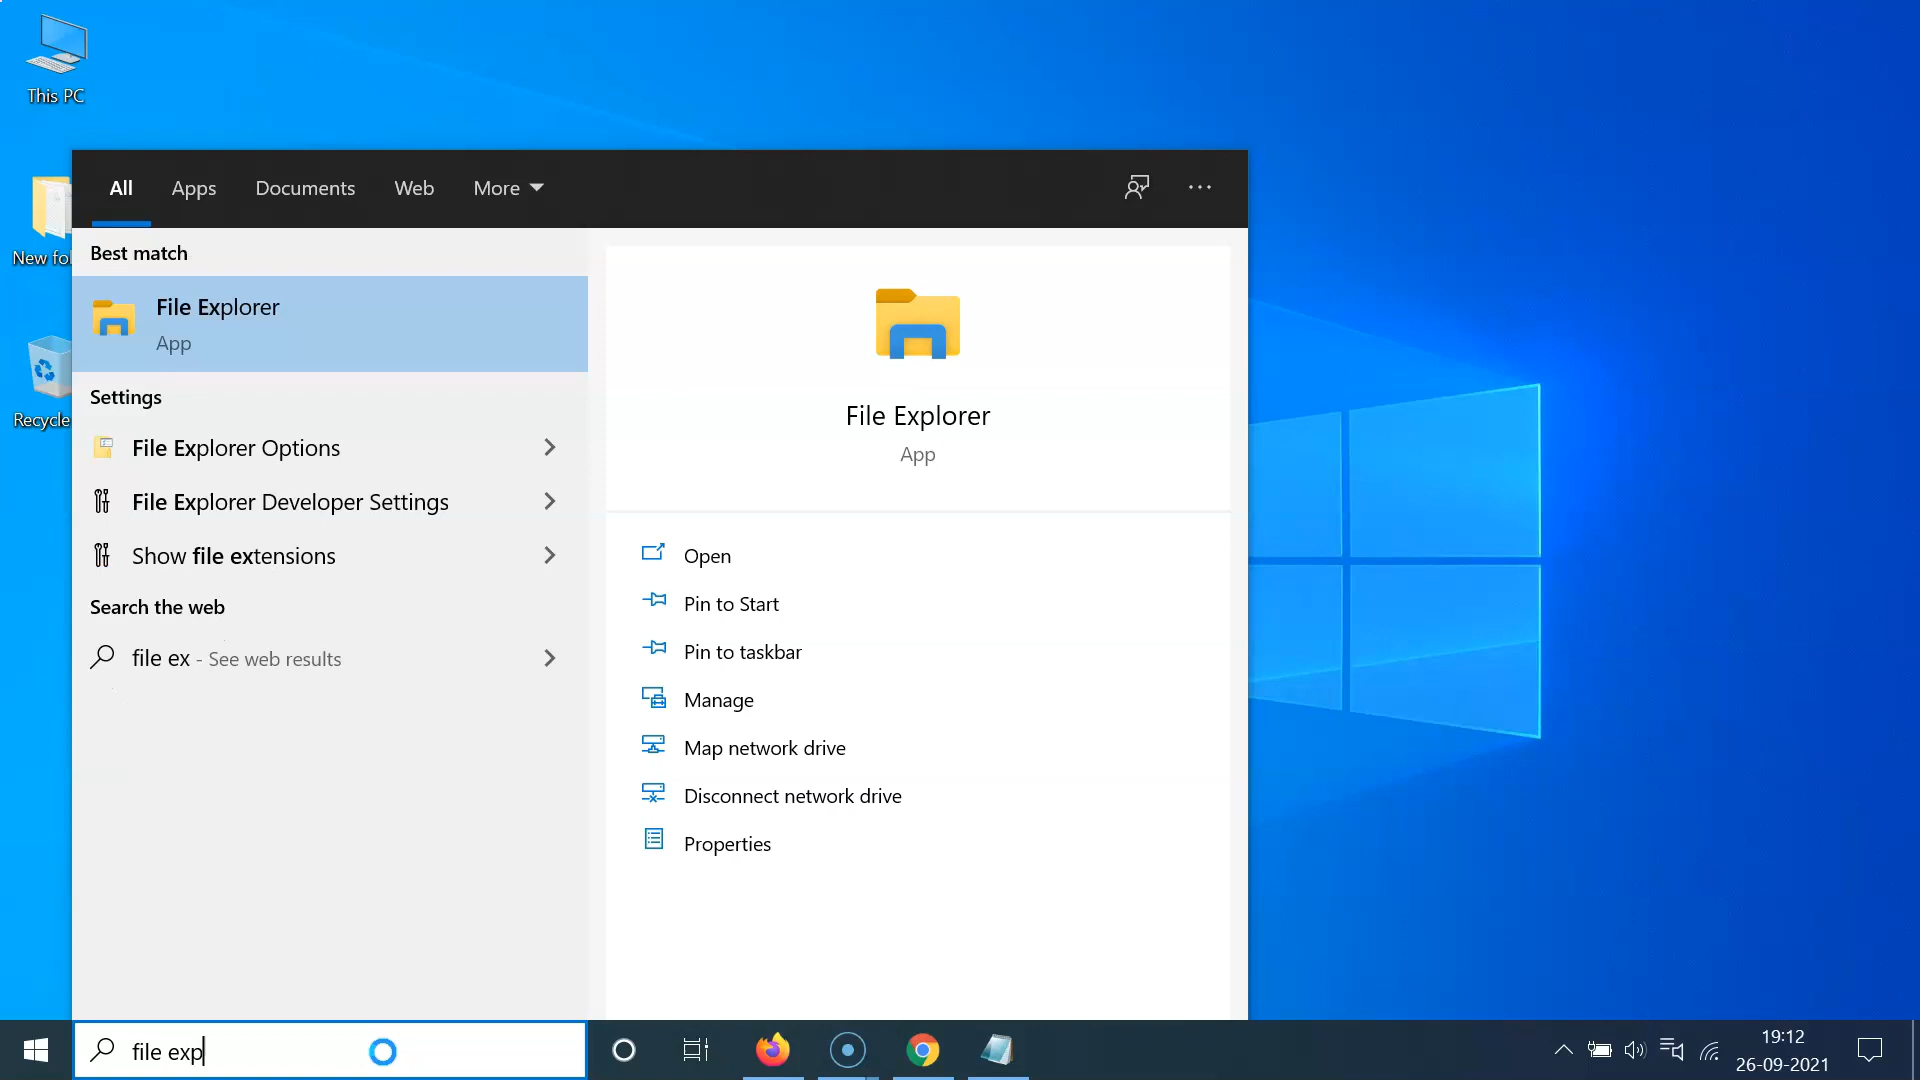 This PC
New fol
Recycle
All Apps Documents Web More
Best match
File Explorer
App
Settings
File Explorer Options
File Explorer Developer Settings
Show file extensions
Search the web
file ex - See web results
File Explorer
App
Open
Pin to Start
Pin to taskbar
Manage
Map network drive
Disconnect network drive
Properties
file exp
19:12
26-09-2021